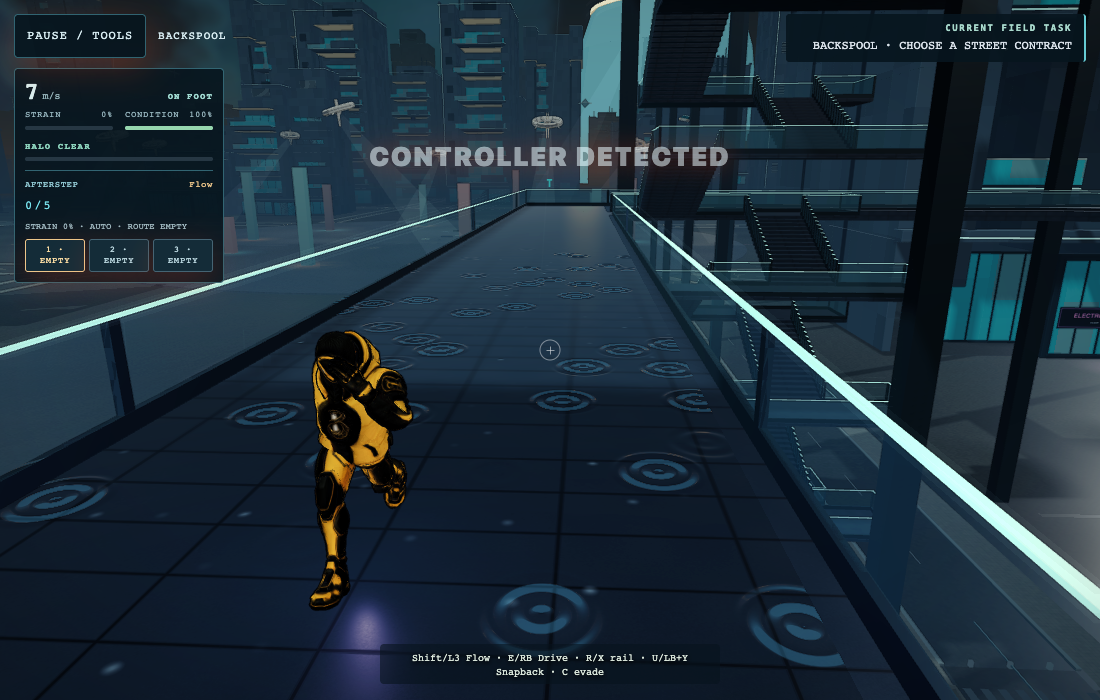 PAUSE / TOOLS
BACKSPOOL
CURRENT FIELD TASK
BACKSPOOL · CHOOSE A STREET CONTRACT
7 m/s
ON FOOT
STRAIN 0%
CONDITION 100%
HALO CLEAR
AFTERSTEP
Flow
0/5
STRAIN 0% · AUTO · ROUTE EMPTY
1 · EMPTY
2 · EMPTY
3 · EMPTY
CONTROLLER DETECTED
T
Shift/L3 Flow · E/RB Drive · R/X rail · U/LB+Y
Snapback · C evade